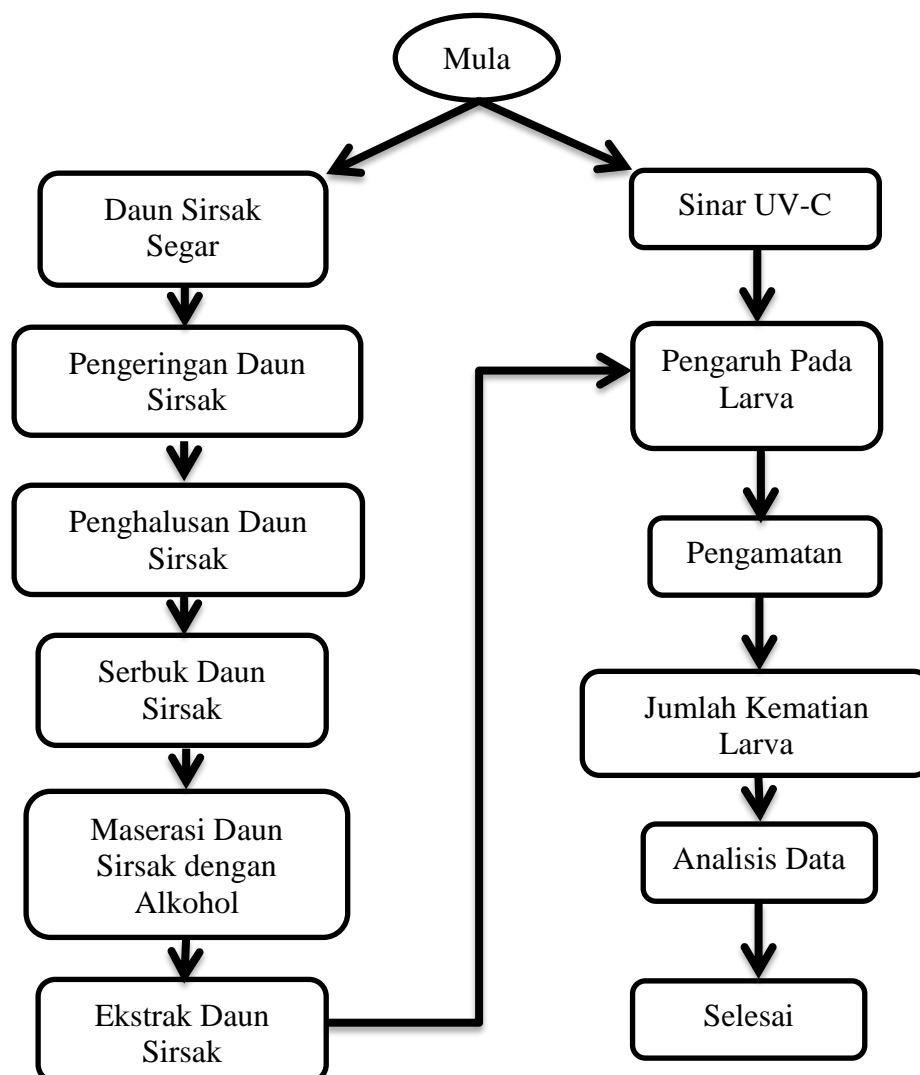 Mula
Daun Sirsak
Segar
Pengeringan Daun
Sirsak
Penghalusan Daun
Sirsak
Serbuk Daun
Sirsak
Maserasi Daun
Sirsak dengan
Alkohol
Ekstrak Daun
Sirsak
Sinar UV-C
Pengaruh Pada
Larva
Pengamatan
Jumlah Kematian
Larva
Analisis Data
Selesai